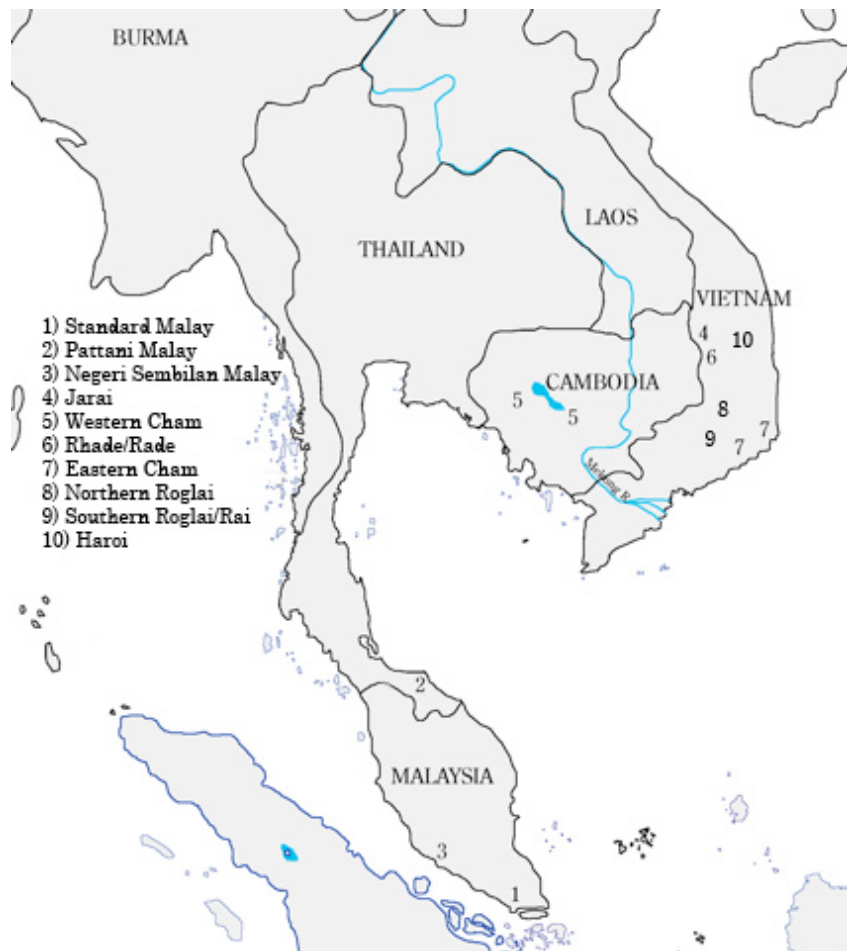 BURMA
LAOS
THAILAND
VIETNAM
1) Standard Malay
2) Pattani Malay
3) Negeri Sembilan Malay
4) Jarai
5) Western Cham
6) Rhade/Rade
7) Eastern Cham
8) Northern Roglai
9) Southern Roglai/Rai
10) Haroi
4
10
6
CAMBODIA
5
5
8
9
7
7
Mekong R.
2
MALAYSIA
3
1